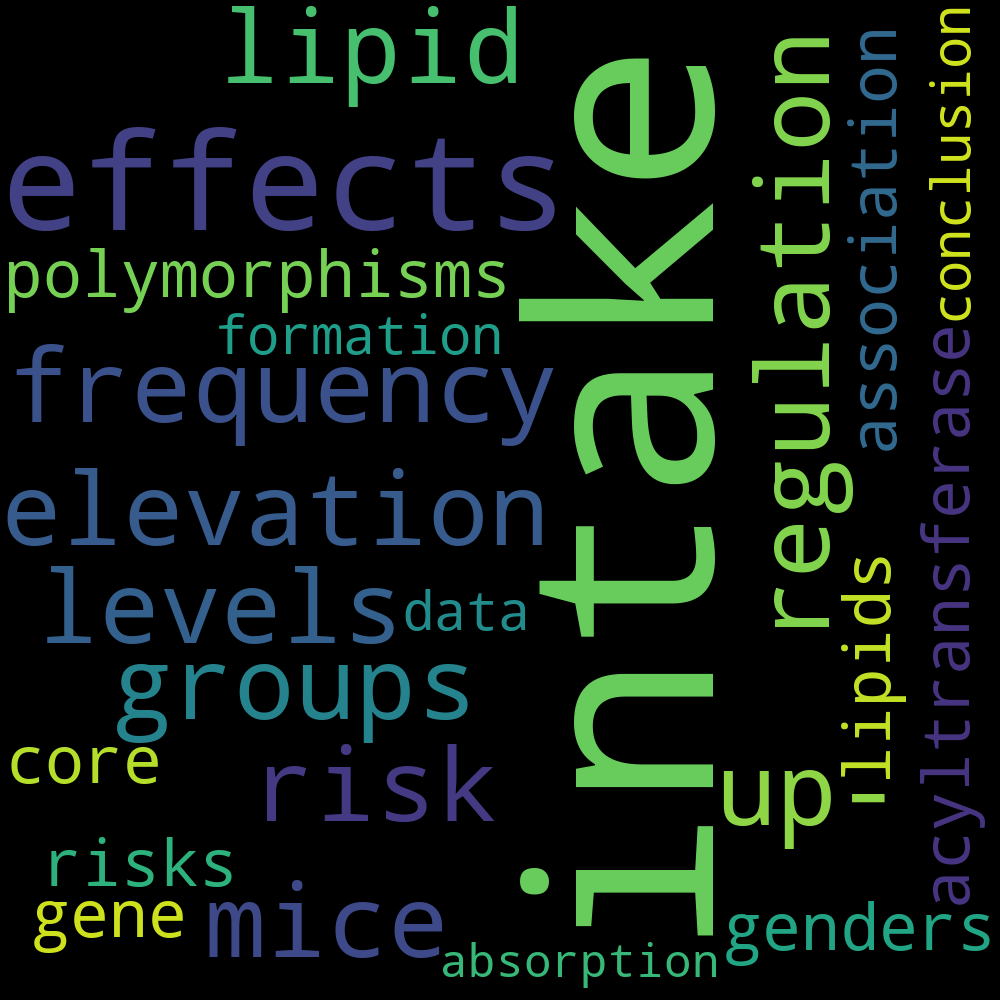 lipid
effects
polymorphisms
formation
frequency
elevation
levels
data
groups
core
risk
risks
gene
mice
absorption
intake
up
genders
regulation
association
-lipids
conclusion
acyltransferase